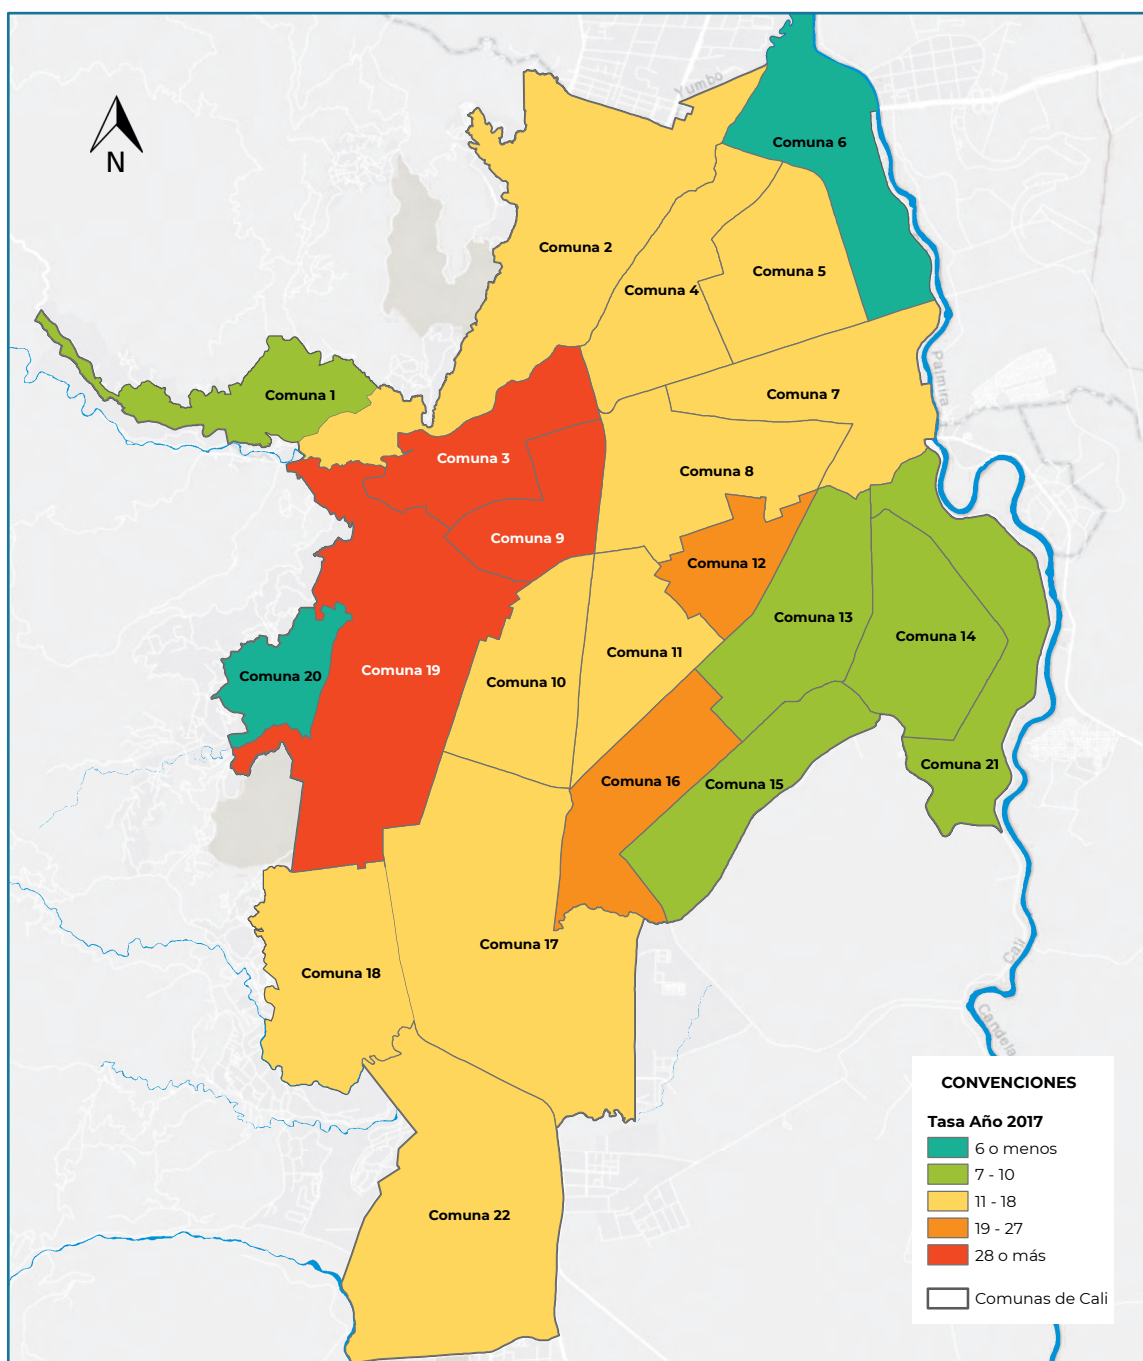 Yumbo
N
Comuna 6
Comuna 2
Comuna 5
Comuna 4
Palmira
Comuna 1
Comuna 7
Comuna 3
Comuna 8
Comuna 9
Comuna 12
Comuna 13
Comuna 14
Comuna 11
Comuna 19
Comuna 20
Comuna 10
Comuna 21
Comuna 16
Comuna 15
Comuna 17
Cali
Comuna 18
Candela
Comuna 22
CONVENCIONES
Tasa Año 2017
6 o menos
7 - 10
11 - 18
19 - 27
28 o más
Comunas de Cali